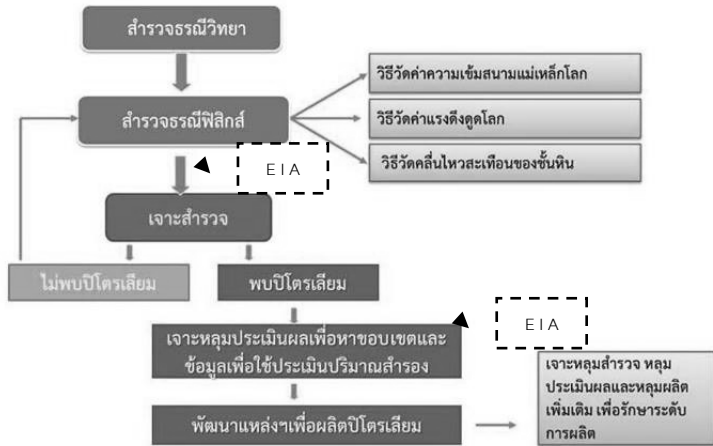 สำรวจธรณีวิทยา
สำรวจธรณีฟิสิกส์
วิธีวัดค่าความเข้มสนามแม่เหล็กโลก
วิธีวัดค่าแรงดึงดูดโลก
วิธีวัดคลื่นไหวสะเทือนของชั้นหิน
EIA
เจาะสำรวจ
ไม่พบปิโตรเลียม
พบปิโตรเลียม
EIA
เจาะหลุมประเมินผลเพื่อหาขอบเขตและ
ข้อมูลเพื่อใช้ประเมินปริมาณสำรอง
พัฒนาแหล่งฯเพื่อผลิตปิโตรเลียม
เจาะหลุมสำรวจ หลุม
ประเมินผลและหลุมผลิต
เพิ่มเติม เพื่อรักษาระดับ
การผลิต